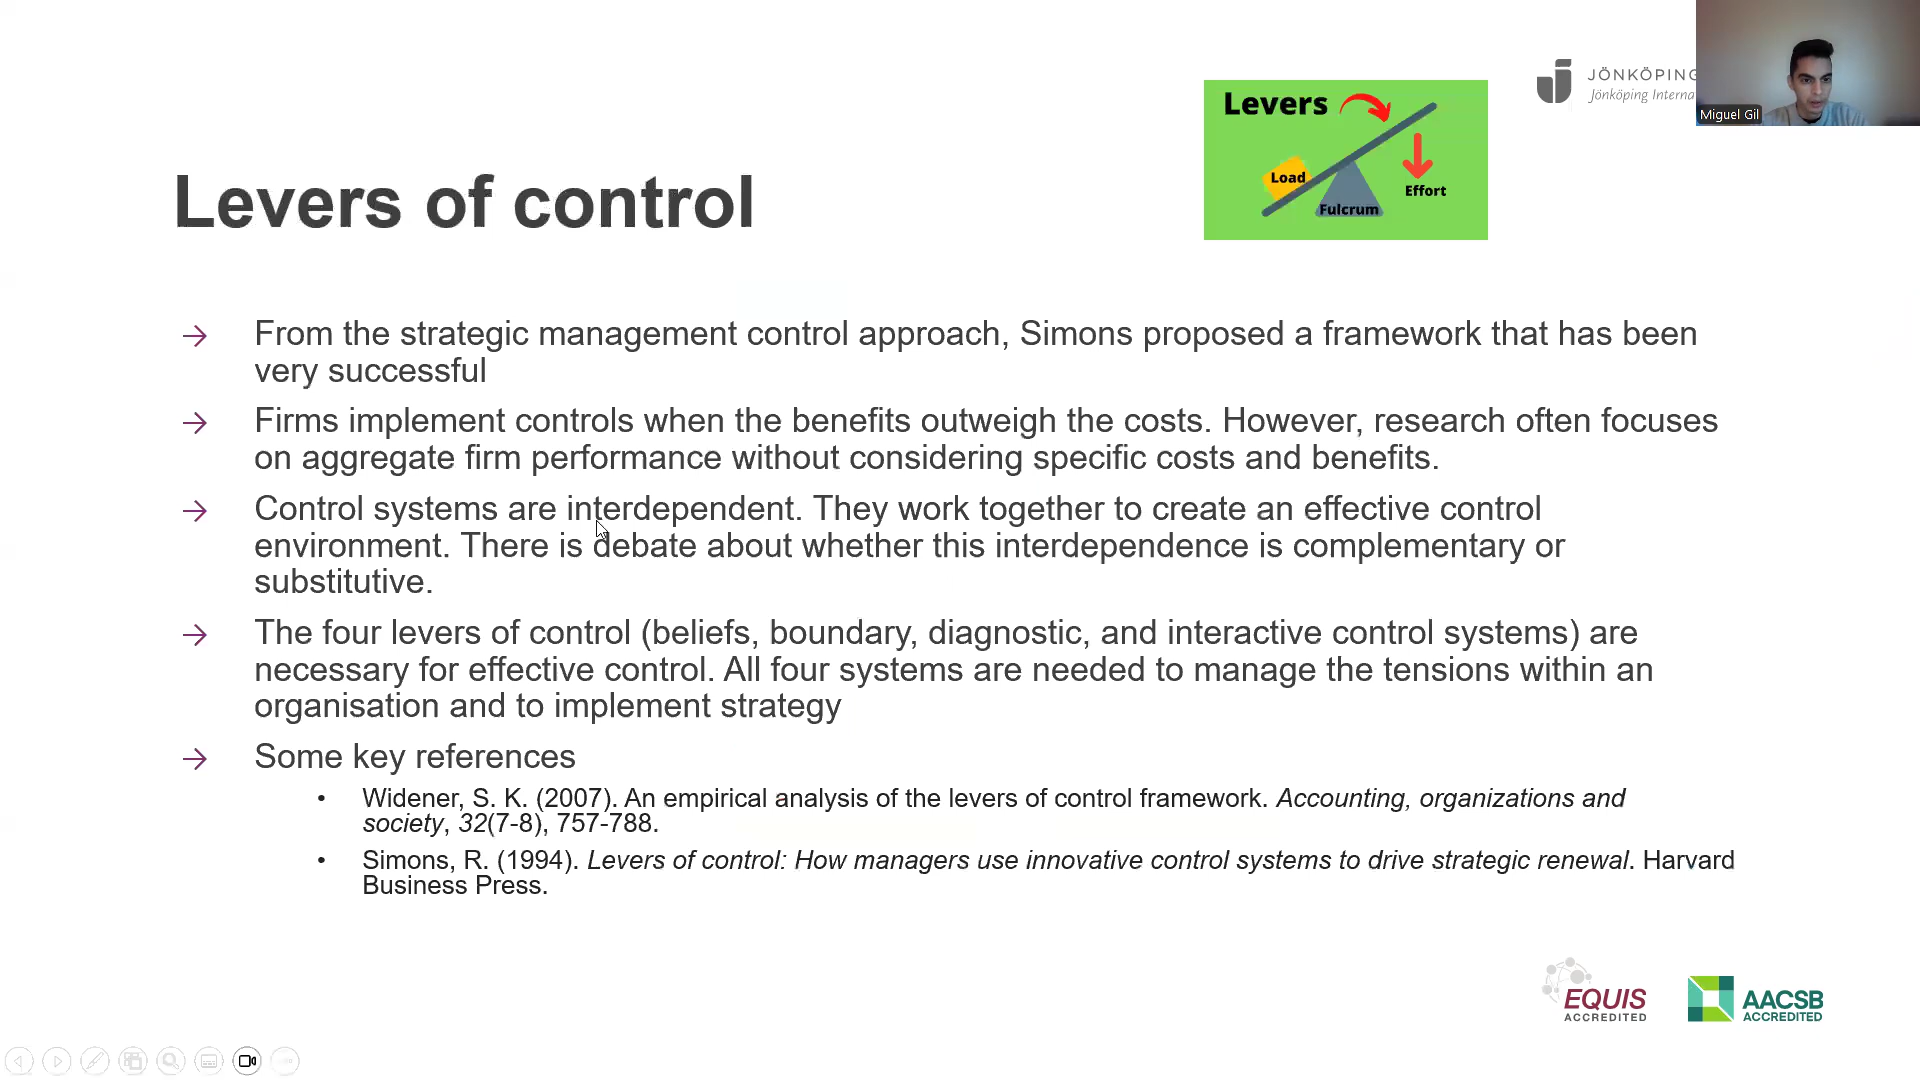 JÖNKÖPING
Jönköping Interna
Miguel Gil
Levers
Load
Effort
Fulcrum
Levers of control
From the strategic management control approach, Simons proposed a framework that has been
very successful
Firms implement controls when the benefits outweigh the costs. However, research often focuses
on aggregate firm performance without considering specific costs and benefits.
Control systems are interdependent. They work together to create an effective control
environment. There is debate about whether this interdependence is complementary or
substitutive.
The four levers of control (beliefs, boundary, diagnostic, and interactive control systems) are
necessary for effective control. All four systems are needed to manage the tensions within an
organisation and to implement strategy
Some key references
Widener, S. K. (2007). An empirical analysis of the levers of control framework. Accounting, organizations and
society, 32(7-8), 757-788.
Simons, R. (1994). Levers of control: How managers use innovative control systems to drive strategic renewal. Harvard
Business Press.
EQUIS
ACCREDITED
AACSB
ACCREDITED